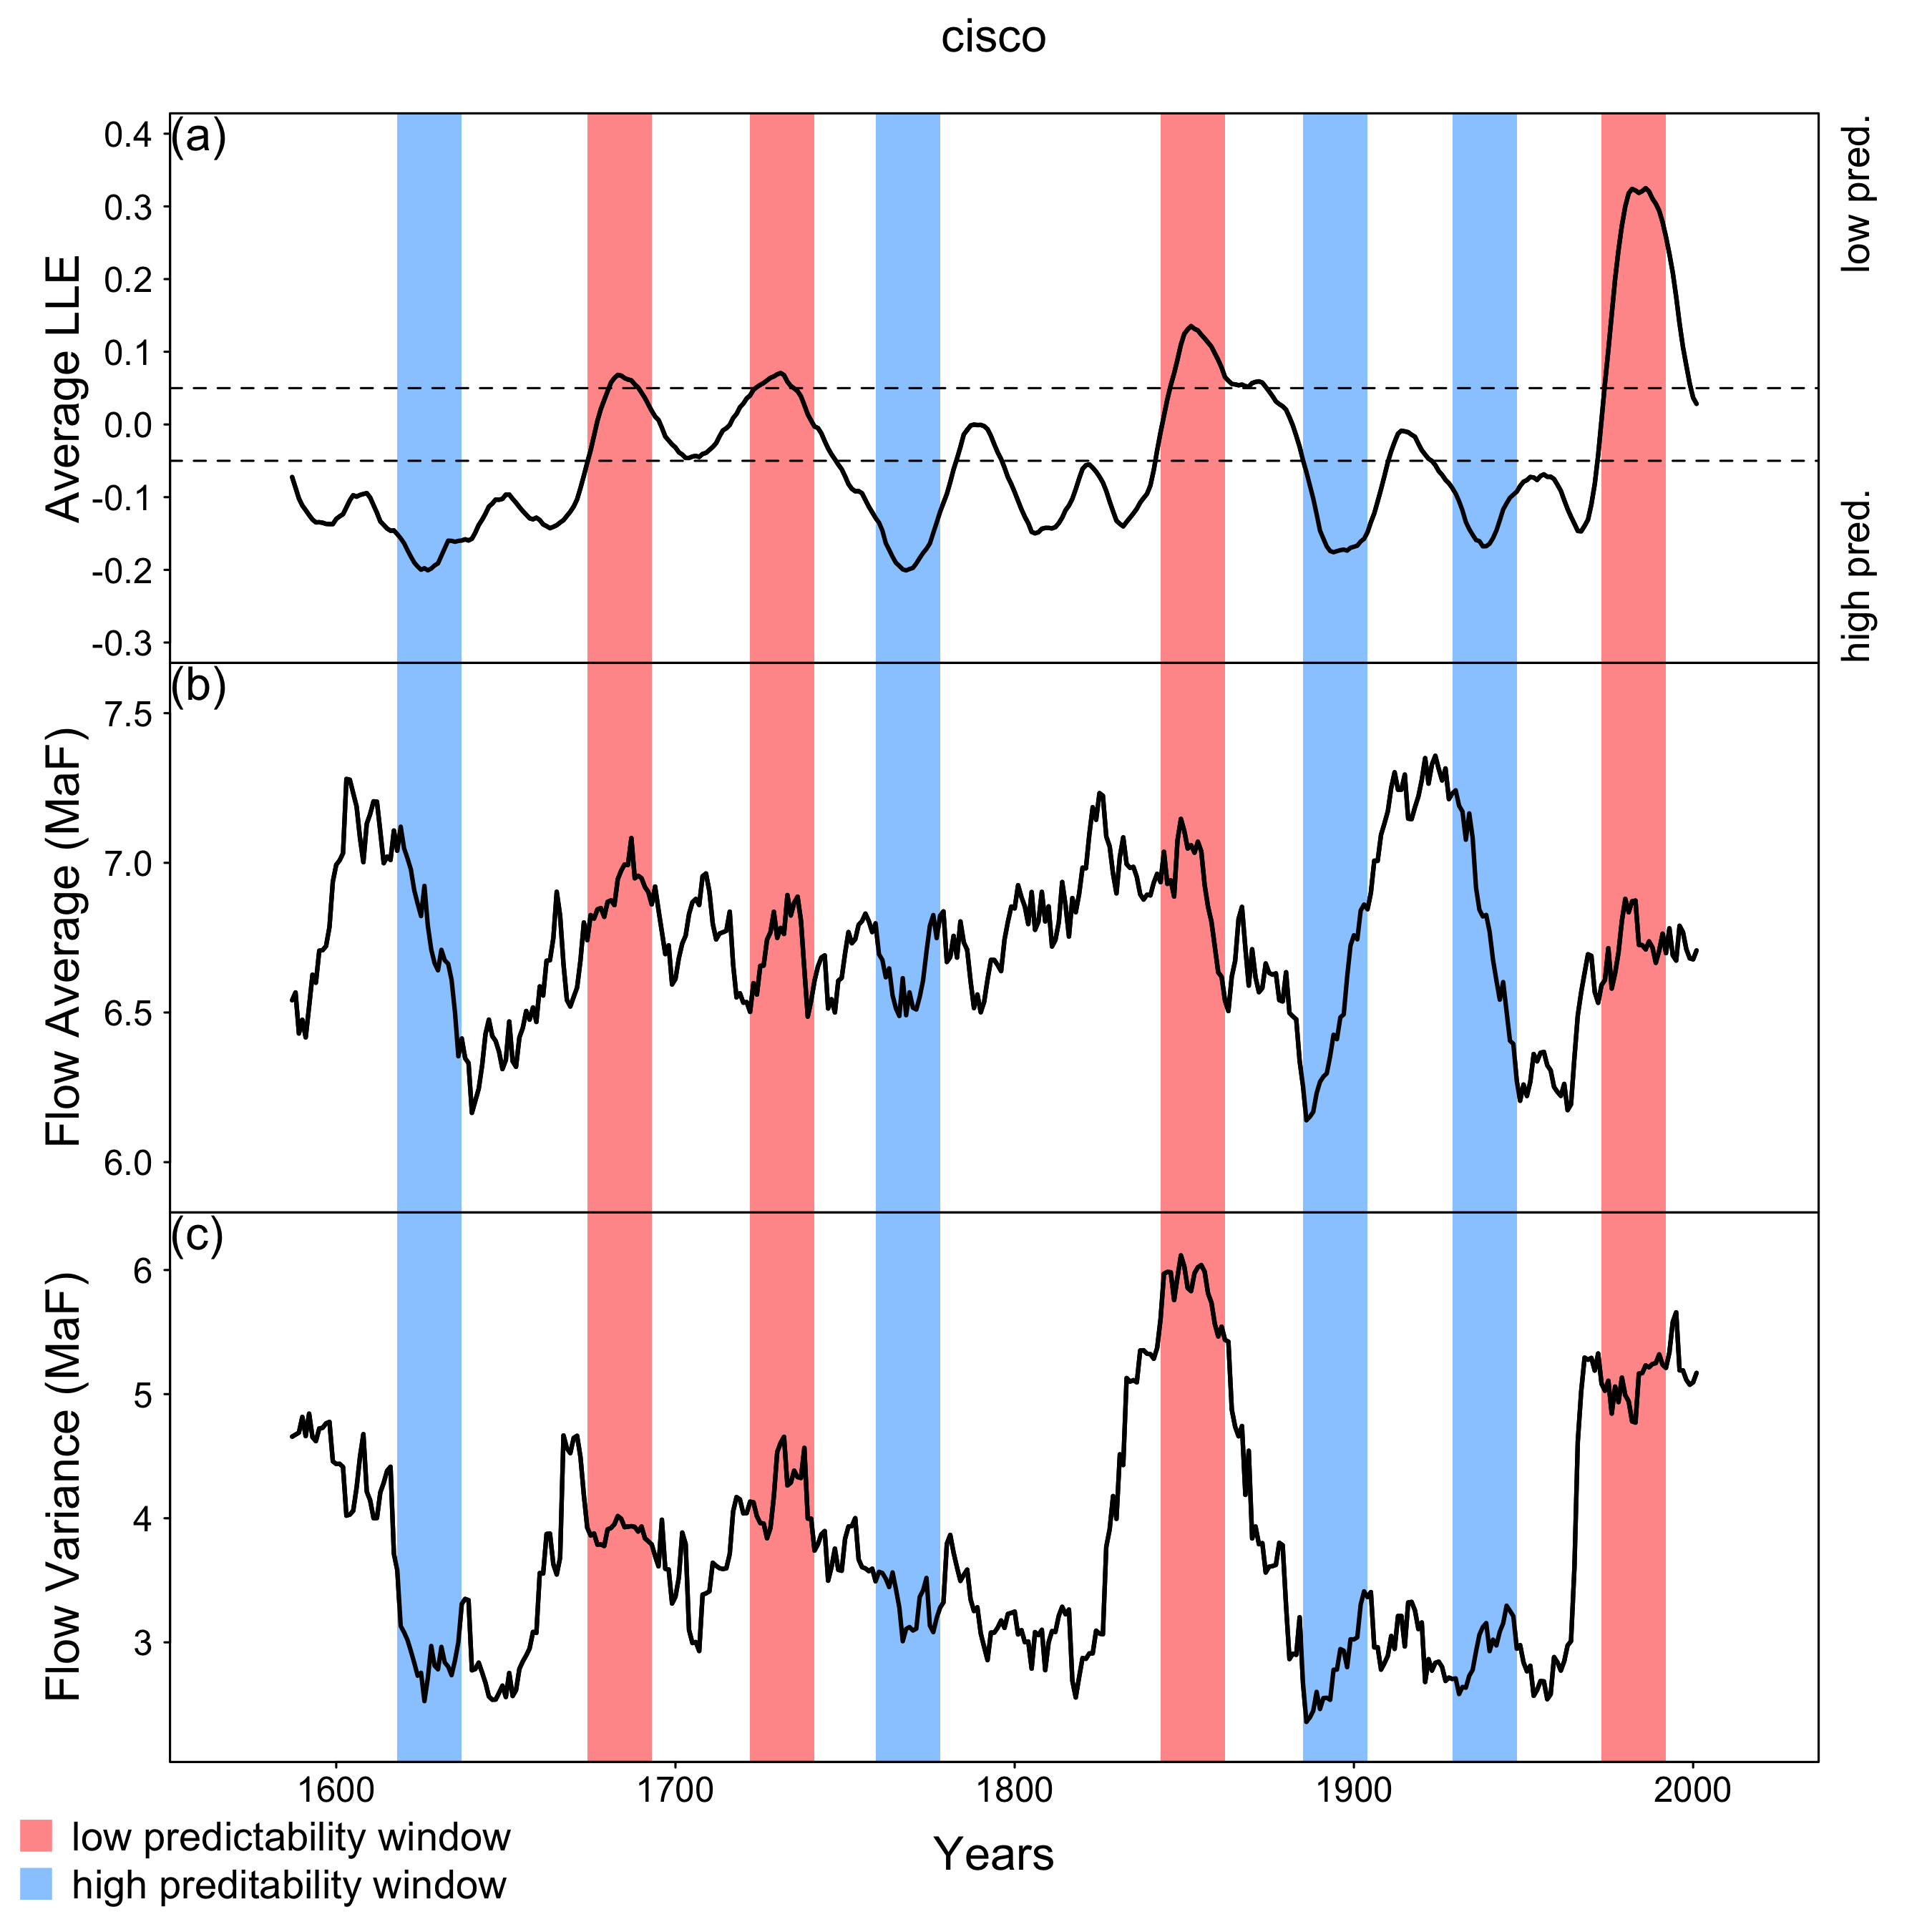 cisco
(a)
0.4
0.3
0.2
0.1
0.0
-0.1
-0.2
-0.3
Average LLE
low pred.
high pred.
(b)
7.5
7.0
6.5
6.0
Flow Average (MaF)
(c)
6
5
4
3
Flow Variance (MaF)
1600 1700 1800 1900 2000
Years
low predictability window
high preditability window